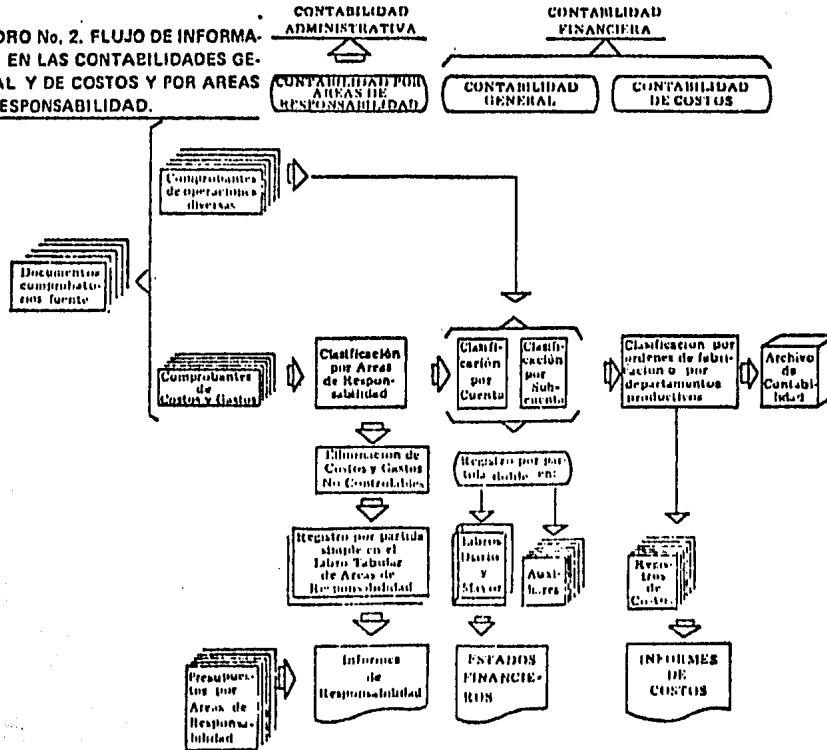 DRO No. 2. FLUJO DE INFORMA-
EN LAS CONTABILIDADES GE-
AL Y DE COSTOS Y POR AREAS
ESPONSABILIDAD.
CONTABILIDAD
ADMINISTRATIVA
CONTABILIDAD
FINANCIERA
CONTABILIDAD POR
AREAS DE
RESPONSABILIDAD
CONTABILIDAD
GENERAL
CONTABILIDAD
DE COSTOS
Comprobantes
de operaciones
diversas
Documentos
comprobato-
rios fuente
Comprobantes
de
Costos y Gastos
Clasificación
por Areas
de Respon-
sabilidad
Clasifi-
cación
por
Cuenta
Clasifi-
cación
por
Sub-
cuenta
Clasificacion por
ordenes de fabri-
cacion o por
departamentos
productivos
Archivo
de
Contabi-
lidad
Eliminación de
Costos y Gastos
No Controlables
Registro por par-
tida doble en:
Registro por partida
simple en el
Libro Tabular
de Areas de
Responsabilidad
Libros
Diario
y
Mayor
Auxi-
liares
Regis-
tros
de
Costo.
Presupues-
tos por
Areas de
Responsa-
bilidad
Informes
de
Responsabilidad
ESTADOS
FINANCIE-
ROS
INFORMES
DE
COSTOS